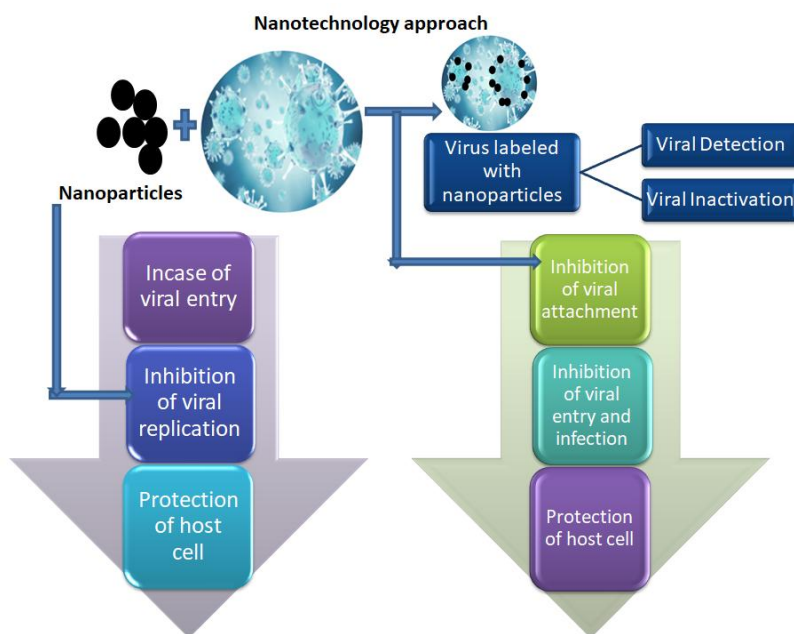 Nanotechnology approach
Nanoparticles
Virus labeled
with
nanoparticles
Viral Detection
Viral Inactivation
Incase of
viral entry
Inhibition
of viral
replication
Protection
of host
cell
Inhibition
of viral
attachment
Inhibition
of viral
entry and
infection
Protection
of host cell